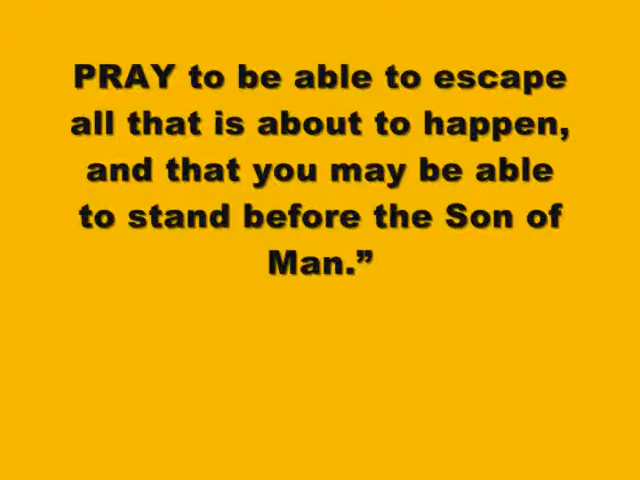 PRAY to be able to escape
all that is about to happen,
and that you may be able
to stand before the Son of
Man.”